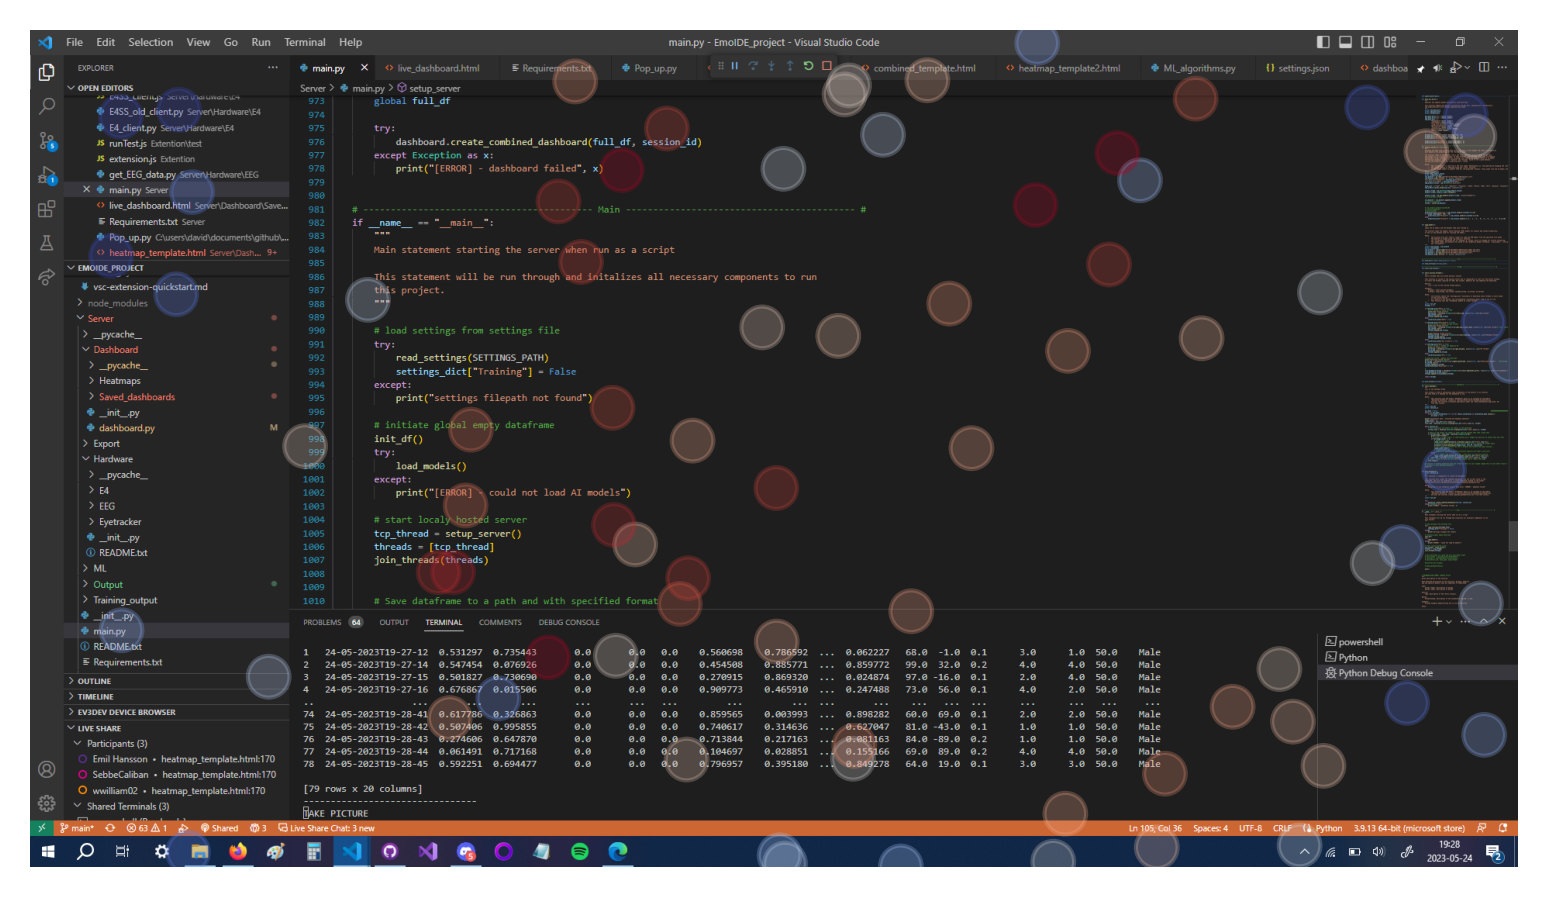 File Edit Selection View Go Run Terminal Help
main.py - EmoIDE_project - Visual Studio Code
EXPLORER
main.py
live_dashboard.html
Requirements.txt
Pop_up.py
combined_template.html
heatmap_template2.html
ML_algorithms.py
settings.json
dashboa
OPEN EDITORS
E4SS_client.py Server\Hardware\E4
E4SS_old_client.py Server\Hardware\E4
E4_client.py Server\Hardware\E4
runTest.js Extention\test
extension.js Extention
get_EEG_data.py Server\Hardware\EEG
main.py Server
live_dashboard.html Server\Dashboard\Save...
Requirements.txt Server
Pop_up.py C:\users\david\documents\github\...
heatmap_template.html Server\Dash... 9+
EMOIDE_PROJECT
vsc-extension-quickstart.md
node_modules
Server
__pycache__
Dashboard
__pycache__
Heatmaps
Saved_dashboards
__init__.py
dashboard.py M
Export
Hardware
__pycache__
E4
EEG
Eyetracker
__init__.py
README.txt
ML
Output
Training_output
__init__.py
main.py
README.txt
Requirements.txt
OUTLINE
TIMELINE
EV3DEV DEVICE BROWSER
LIVE SHARE
Participants (3)
Emil Hansson • heatmap_template.html:170
SebbeCaliban • heatmap_template.html:170
wwilliam02 • heatmap_template.html:170
Shared Terminals (3)
Server > main.py > setup_server
973 global full_df
974
975 try:
976 dashboard.create_combined_dashboard(full_df, session_id)
977 except Exception as x:
978 print("[ERROR] - dashboard failed", x)
979
980
981 # ------------------------------------------ Main ------------------------------------------ #
982 if __name__ == "__main__":
983 """
984 Main statement starting the server when run as a script
985
986 This statement will be run through and initalizes all necessary components to run
987 this project.
988 """
989
990 # load settings from settings file
991 try:
992 read_settings(SETTINGS_PATH)
993 settings_dict["Training"] = False
994 except:
995 print("settings filepath not found")
996
997 # initiate global empty dataframe
998 init_df()
999 try:
1000 load_models()
1001 except:
1002 print("[ERROR] - could not load AI models")
1003
1004 # start localy hosted server
1005 tcp_thread = setup_server()
1006 threads = [tcp_thread]
1007 join_threads(threads)
1008
1009
1010 # Save dataframe to a path and with specified format
PROBLEMS 64 OUTPUT TERMINAL COMMENTS DEBUG CONSOLE
1 24-05-2023T19-27-12 0.531297 0.735443 0.0 0.0 0.0 0.560698 0.786592 ... 0.062227 68.0 -1.0 0.1 3.0 1.0 50.0 Male
2 24-05-2023T19-27-14 0.547454 0.076926 0.0 0.0 0.0 0.454508 0.885771 ... 0.859772 99.0 32.0 0.2 4.0 4.0 50.0 Male
3 24-05-2023T19-27-15 0.501827 0.730690 0.0 0.0 0.0 0.270915 0.869320 ... 0.024874 97.0 -16.0 0.1 2.0 4.0 50.0 Male
4 24-05-2023T19-27-16 0.676867 0.015506 0.0 0.0 0.0 0.909773 0.465910 ... 0.247488 73.0 56.0 0.1 4.0 2.0 50.0 Male
.. ... ... ... ... ... ... ... ... ... ... ... ... ... ... ... ... ...
74 24-05-2023T19-28-41 0.617786 0.326863 0.0 0.0 0.0 0.859565 0.003993 ... 0.898282 60.0 69.0 0.1 2.0 2.0 50.0 Male
75 24-05-2023T19-28-42 0.507406 0.995855 0.0 0.0 0.0 0.740617 0.314636 ... 0.627047 81.0 -43.0 0.1 1.0 1.0 50.0 Male
76 24-05-2023T19-28-43 0.274606 0.647870 0.0 0.0 0.0 0.713844 0.217163 ... 0.081163 84.0 -89.0 0.2 1.0 1.0 50.0 Male
77 24-05-2023T19-28-44 0.061491 0.717168 0.0 0.0 0.0 0.104697 0.028851 ... 0.155166 69.0 89.0 0.2 4.0 4.0 50.0 Male
78 24-05-2023T19-28-45 0.592251 0.694477 0.0 0.0 0.0 0.796957 0.395180 ... 0.849278 64.0 19.0 0.1 3.0 3.0 50.0 Male
[79 rows x 20 columns]
--------------------------------
TAKE PICTURE
powershell
Python
Python Debug Console
main* 63 1 Shared 3 Live Share Chat: 3 new
Ln 105, Col 36 Spaces: 4 UTF-8 CRLF Python 3.9.13 64-bit (microsoft store)
19:28
2023-05-24